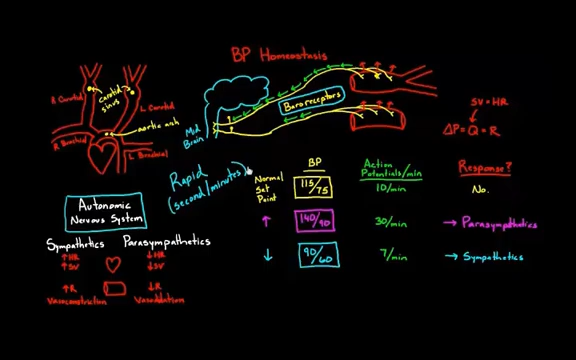 BP Homeostasis
R Carotid
carotid
sinus
L Carotid
aortic arch
R Brachial
L Brachial
Mid
Brain
Baroreceptors
SV × HR
ΔP = Q × R
Rapid
(second/minutes)
Normal
Set
Point
BP
115/75
Action
Potentials/min
10/min
Response?
No.
↑
140/90
30/min
→ Parasympathetics
↓
90/60
7/min
→ Sympathetics
Autonomic
Nervous System
Sympathetics
Parasympathetics
↑HR
↑SV
↓HR
↓SV
↑R
Vasoconstriction
↓R
Vasodilation